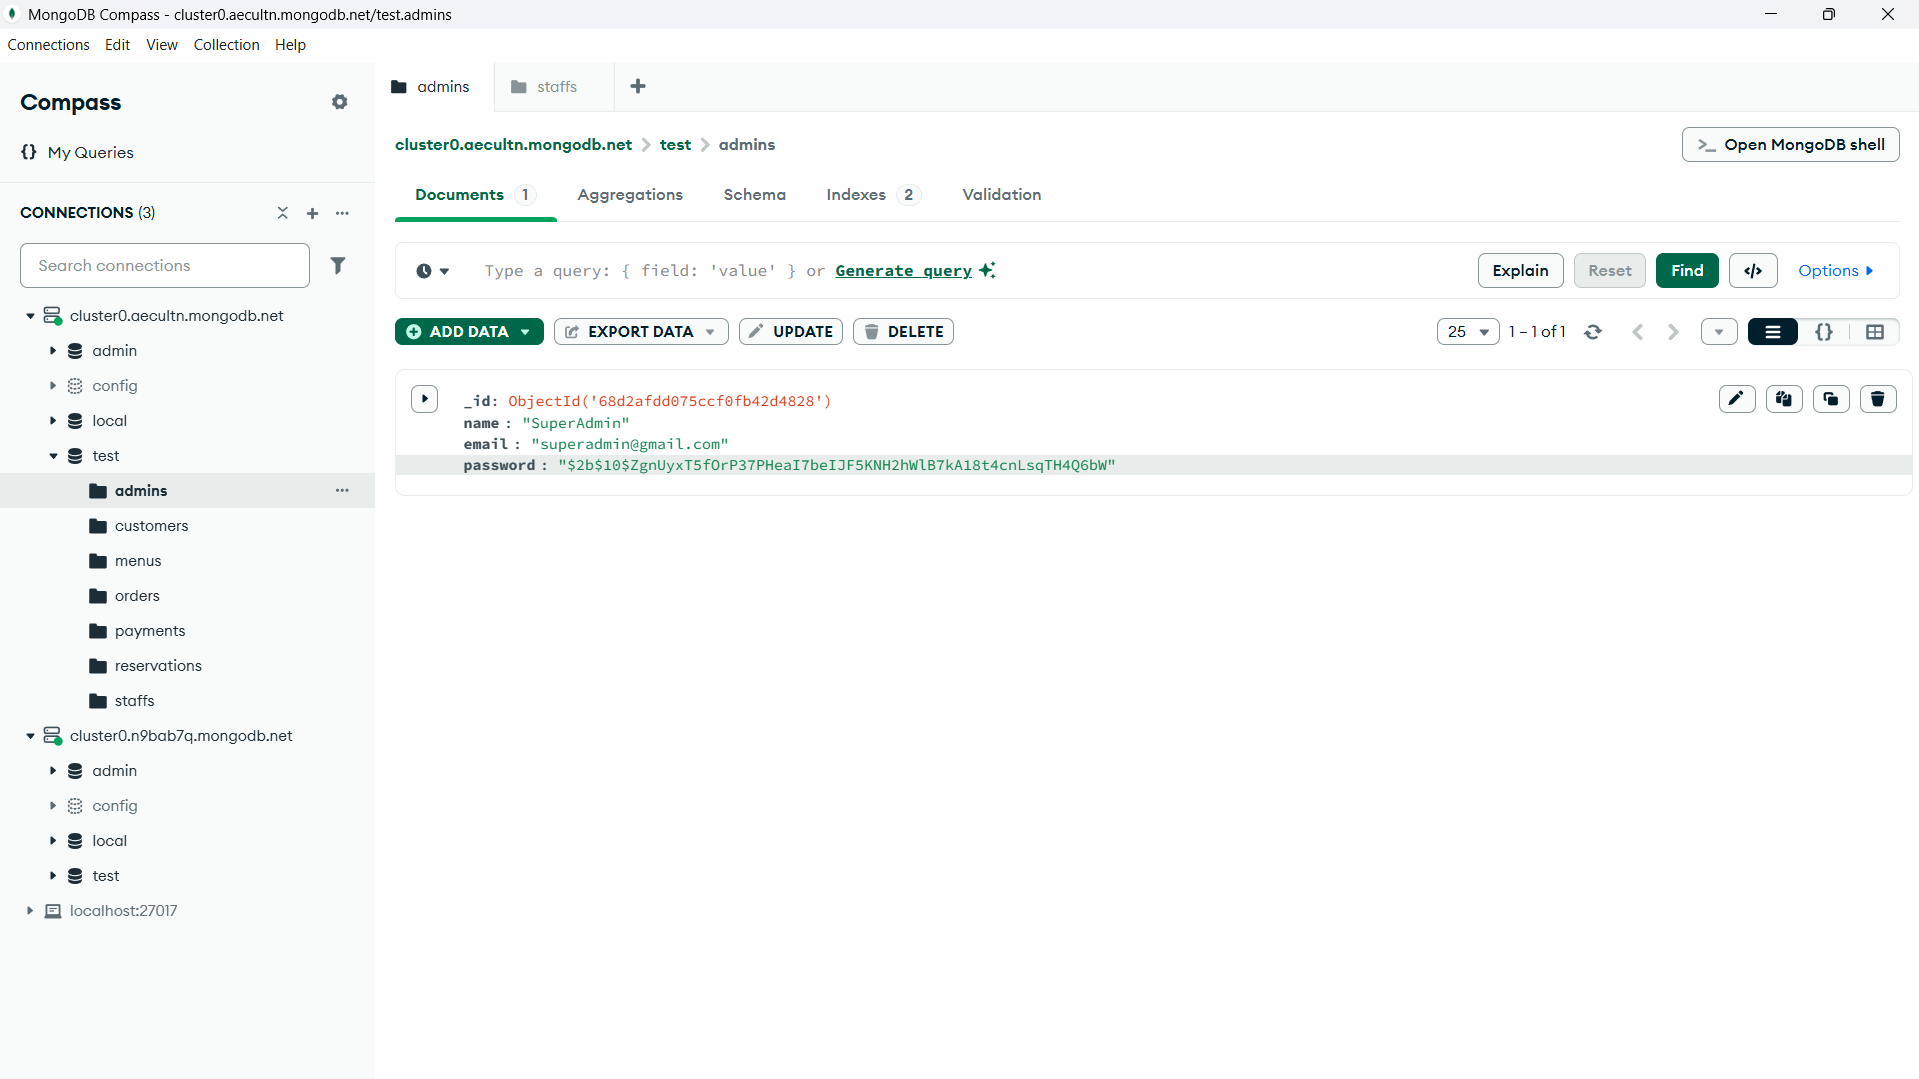 MongoDB Compass - cluster0.aecultn.mongodb.net/test.admins
Connections Edit View Collection Help
Compass
{} My Queries
CONNECTIONS (3)
Search connections
cluster0.aecultn.mongodb.net
admin
config
local
test
admins
customers
menus
orders
payments
reservations
staffs
cluster0.n9bab7q.mongodb.net
admin
config
local
test
localhost:27017
admins staffs
cluster0.aecultn.mongodb.net > test > admins
>_ Open MongoDB shell
Documents 1 Aggregations Schema Indexes 2 Validation
Type a query: { field: 'value' } or Generate query
Explain Reset Find </> Options
ADD DATA EXPORT DATA UPDATE DELETE
25 1 – 1 of 1 {}
_id: ObjectId('68d2afdd075ccf0fb42d4828')
name : "SuperAdmin"
email : "superadmin@gmail.com"
password : "$2b$10$ZgnUyxT5fOrP37PHeaI7beIJF5KNH2hWlB7kA18t4cnLsqTH4Q6bW"